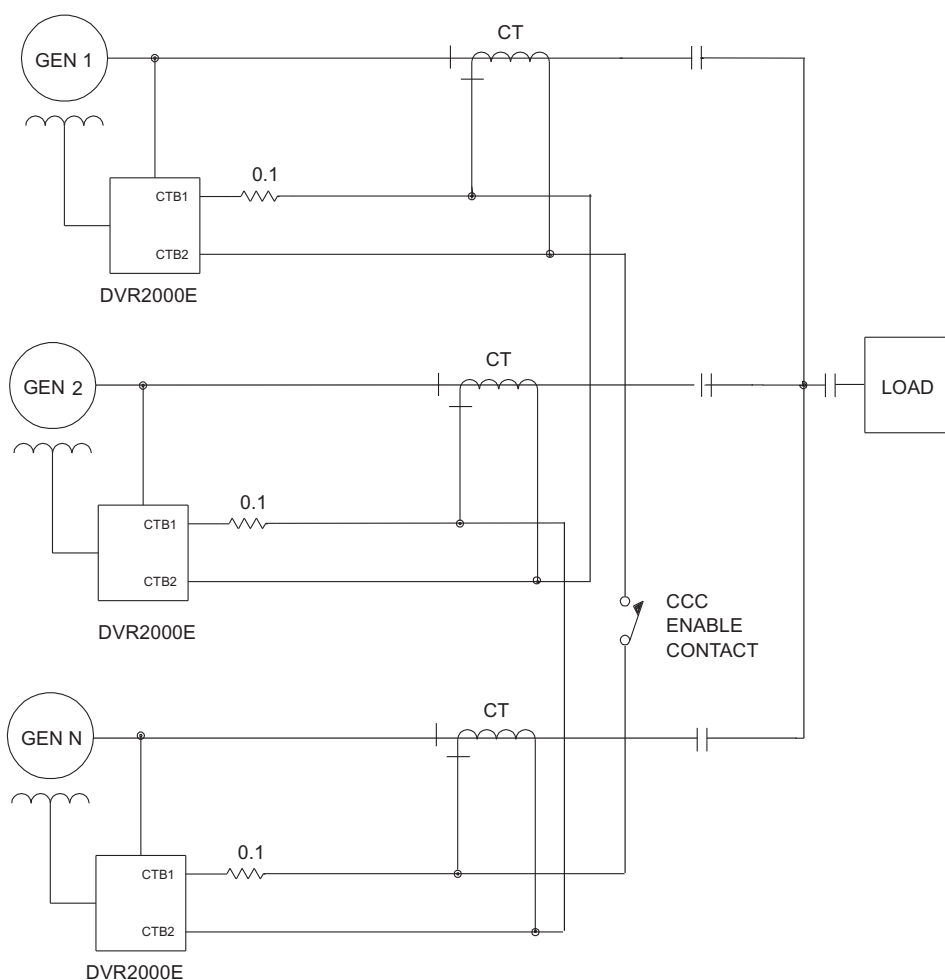 CT
GEN 1
0.1
CTB1
CTB2
DVR2000E
CT
GEN 2
LOAD
0.1
CTB1
CTB2
DVR2000E
CCC
ENABLE
CONTACT
CT
GEN N
0.1
CTB1
CTB2
DVR2000E